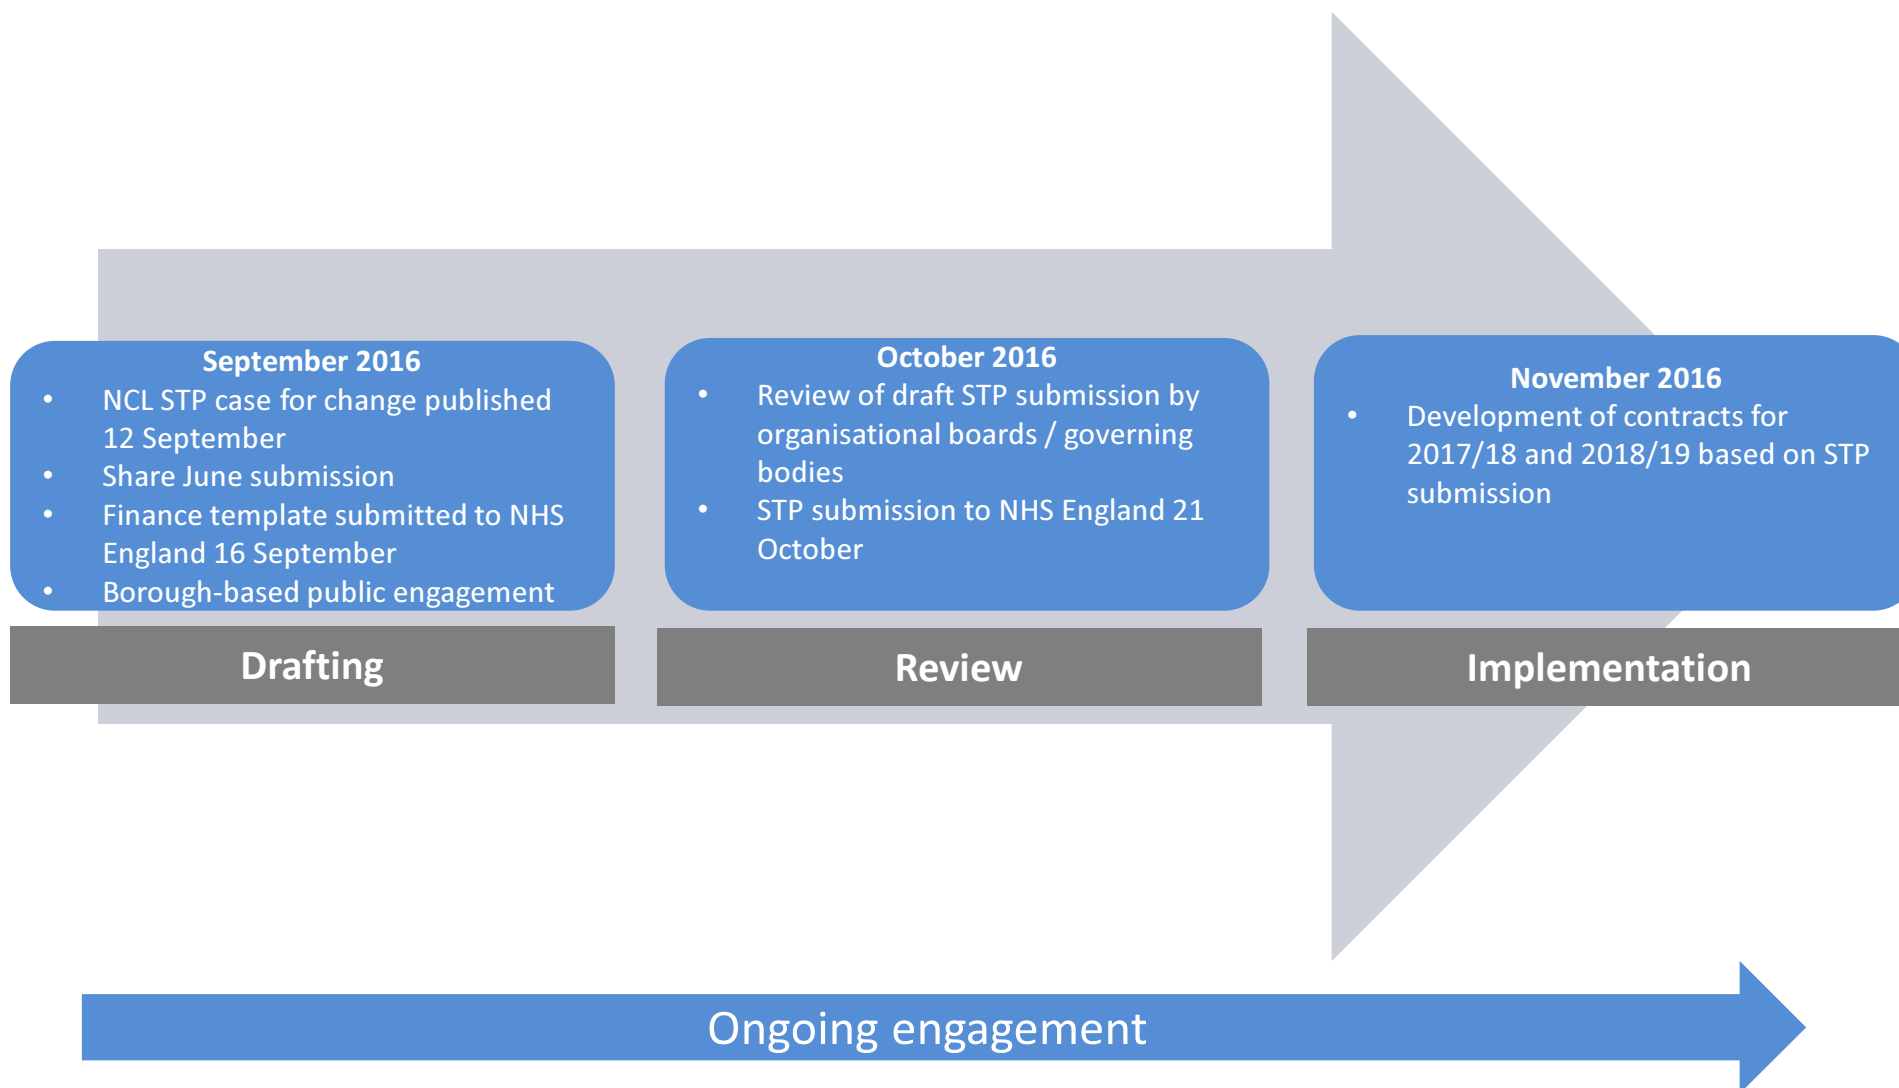 September 2016
• NCL STP case for change published
12 September
• Share June submission
• Finance template submitted to NHS
England 16 September
• Borough-based public engagement
Drafting
October 2016
• Review of draft STP submission by
organisational boards / governing
bodies
• STP submission to NHS England 21
October
Review
November 2016
• Development of contracts for
2017/18 and 2018/19 based on STP
submission
Implementation
Ongoing engagement